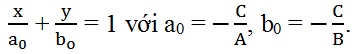 x/a₀ + y/b₀ = 1 với a₀ = −C/A, b₀ = −C/B.